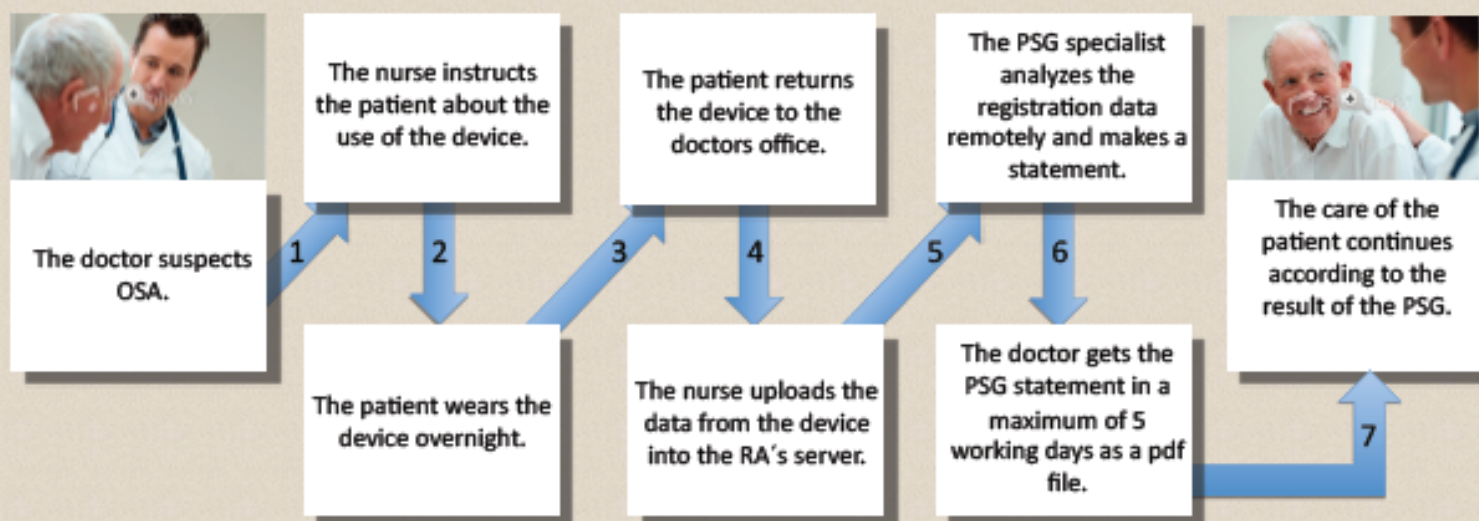 The doctor suspects
OSA.
1
The nurse instructs
the patient about the
use of the device.
2
The patient wears the
device overnight.
3
The patient returns
the device to the
doctors office.
4
The nurse uploads the
data from the device
into the RA´s server.
5
The PSG specialist
analyzes the
registration data
remotely and makes a
statement.
6
The doctor gets the
PSG statement in a
maximum of 5
working days as a pdf
file.
7
The care of the
patient continues
according to the
result of the PSG.